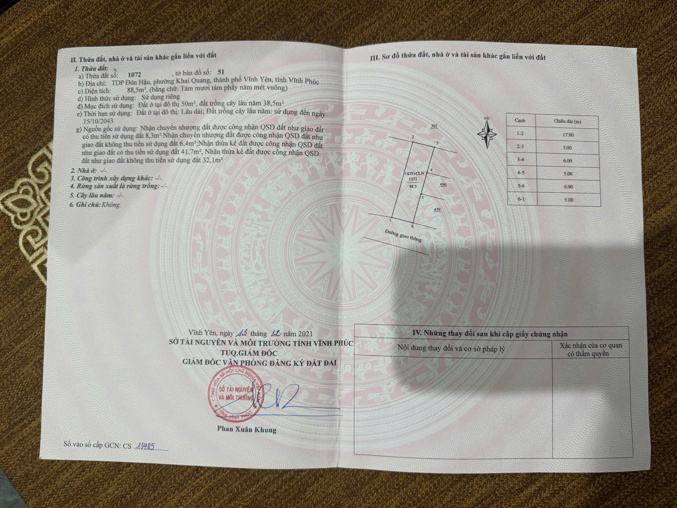 II. Thửa đất, nhà ở và tài sản khác gắn liền với đất
1. Thửa đất:
a) Thửa đất số: 1072, tờ bản đồ số: 51
b) Địa chỉ: TDP Đôn Hậu, phường Khai Quang, thành phố Vĩnh Yên, tỉnh Vĩnh Phúc
c) Diện tích: 88,5m², (bằng chữ: Tám mươi tám phẩy năm mét vuông)
d) Hình thức sử dụng: Sử dụng riêng
đ) Mục đích sử dụng: Đất ở tại đô thị 50m², đất trồng cây lâu năm 38,5m².
e) Thời hạn sử dụng: Đất ở tại đô thị: Lâu dài; Đất trồng cây lâu năm: sử dụng đến ngày
15/10/2043
g) Nguồn gốc sử dụng: Nhận chuyển nhượng đất được công nhận QSD đất như giao đất
có thu tiền sử dụng đất 8,3m²;Nhận chuyển nhượng đất được công nhận QSD đất như
giao đất không thu tiền sử dụng đất 6,4m²;Nhận thừa kế đất được công nhận QSD đất
như giao đất có thu tiền sử dụng đất 41,7m², Nhận thừa kế đất được công nhận QSD
đất như giao đất không thu tiền sử dụng đất 32,1m²
2. Nhà ở: -/-.
3. Công trình xây dựng khác: -/-.
4. Rừng sản xuất là rừng trồng: -/-.
5. Cây lâu năm: -/-.
6. Ghi chú: Không.
Vĩnh Yên, ngày 15 tháng 12 năm 2021
SỞ TÀI NGUYÊN VÀ MÔI TRƯỜNG TỈNH VĨNH PHÚC
TUQ.GIÁM ĐỐC
GIÁM ĐỐC VĂN PHÒNG ĐĂNG KÝ ĐẤT ĐAI
SỞ TÀI NGUYÊN
VÀ MÔI TRƯỜNG
Phan Xuân Khung
Số vào sổ cấp GCN: CS
III. Sơ đồ thửa đất, nhà ở và tài sản khác gắn liền với đất
1072
88.5
Đường giao thông
Cạnh Chiều dài (m)
1-2 17.90
2-3 5.00
3-4 6.00
4-5 5.00
5-6 6.90
6-1 5.00
IV. Những thay đổi sau khi cấp giấy chứng nhận
Nội dung thay đổi và cơ sở pháp lý
Xác nhận của cơ quan
có thẩm quyền